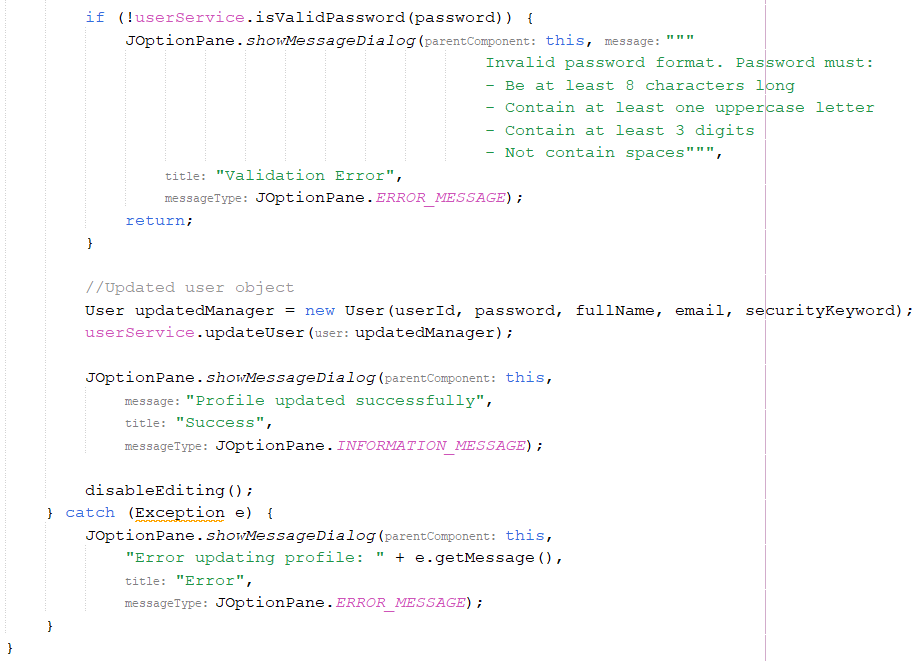 if (!userService.isValidPassword(password)) {
JOptionPane.showMessageDialog(parentComponent: this, message: """
Invalid password format. Password must:
- Be at least 8 characters long
- Contain at least one uppercase letter
- Contain at least 3 digits
- Not contain spaces""",
title: "Validation Error",
messageType: JOptionPane.ERROR_MESSAGE);
return;
}
//Updated user object
User updatedManager = new User(userId, password, fullName, email, securityKeyword);
userService.updateUser(user: updatedManager);
JOptionPane.showMessageDialog(parentComponent: this,
message: "Profile updated successfully",
title: "Success",
messageType: JOptionPane.INFORMATION_MESSAGE);
disableEditing();
} catch (Exception e) {
JOptionPane.showMessageDialog(parentComponent: this,
"Error updating profile: " + e.getMessage(),
title: "Error",
messageType: JOptionPane.ERROR_MESSAGE);
}
}